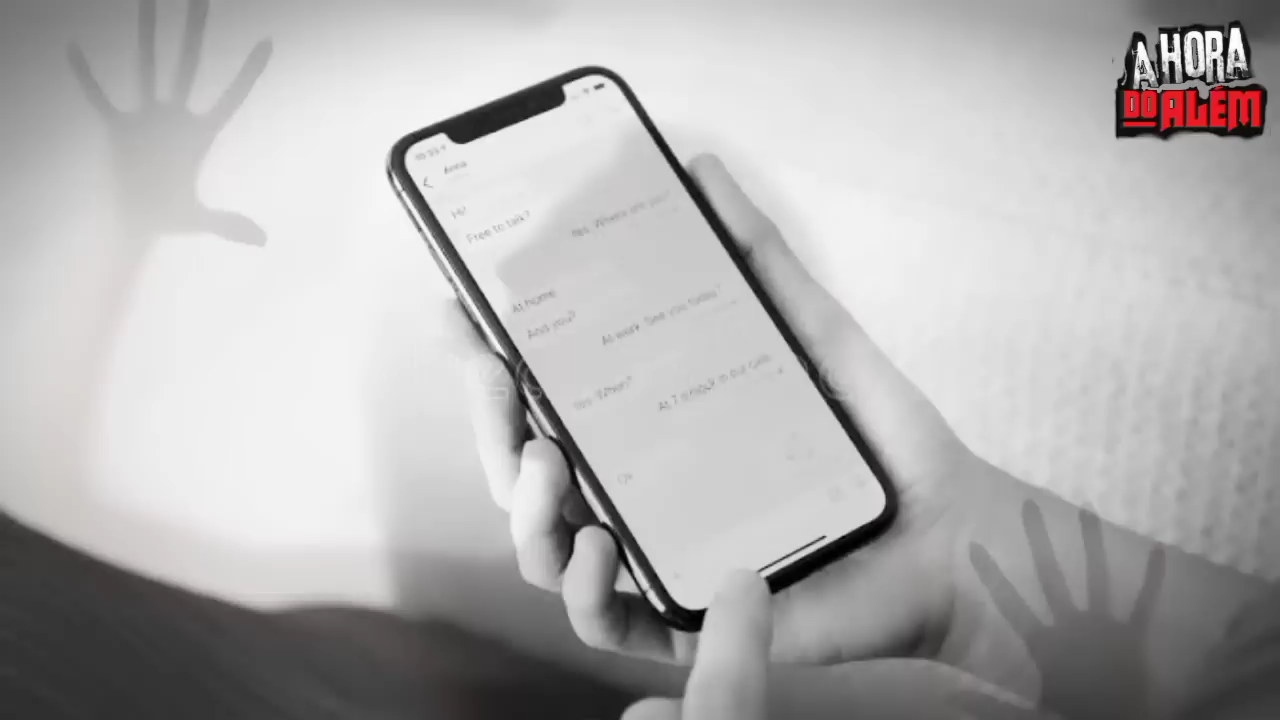 A HORA
DO ALÉM
Anna
Hi!
Free to talk?
Yes. Where are you?
At home
And you?
At work. See you today?
Yes. When?
At 7 o'clock in our cafe